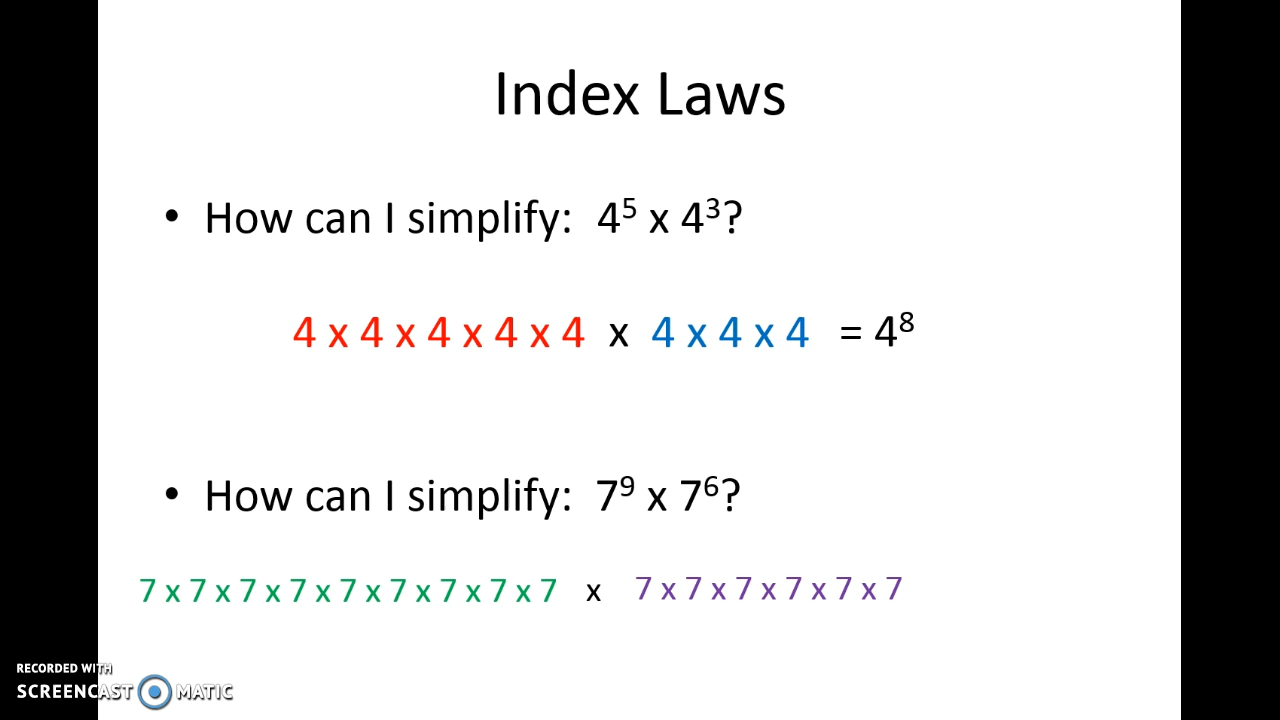 Index Laws
• How can I simplify: 4⁵ x 4³?
4 x 4 x 4 x 4 x 4 x 4 x 4 x 4 = 4⁸
• How can I simplify: 7⁹ x 7⁶?
7 x 7 x 7 x 7 x 7 x 7 x 7 x 7 x 7 x 7 x 7 x 7 x 7 x 7 x 7
RECORDED WITH
SCREENCAST MATIC